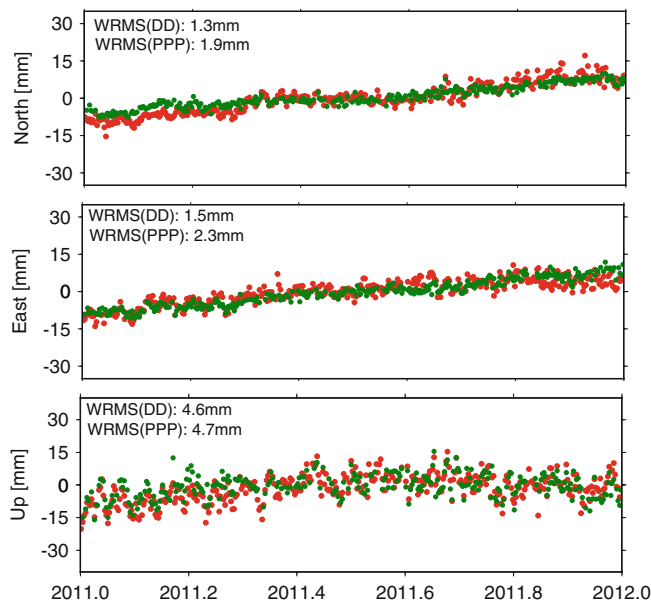 WRMS(DD): 1.3mm
WRMS(PPP): 1.9mm
North [mm]
30
15
0
-15
-30
WRMS(DD): 1.5mm
WRMS(PPP): 2.3mm
East [mm]
30
15
0
-15
-30
WRMS(DD): 4.6mm
WRMS(PPP): 4.7mm
Up [mm]
30
15
0
-15
-30
2011.0 2011.2 2011.4 2011.6 2011.8 2012.0